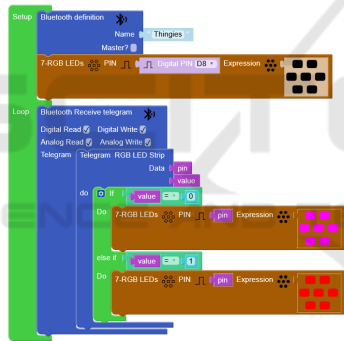 Setup
Bluetooth definition
Name " Thingies "
Master?
7-RGB LEDs PIN Digital PIN D8 Expression
Loop
Bluetooth Receive telegram
Digital Read Digital Write
Analog Read Analog Write
Telegram Telegram RGB LED Strip
Data pin
value
do if value = 0
Do 7-RGB LEDs PIN pin Expression
else if value = 1
Do 7-RGB LEDs PIN pin Expression